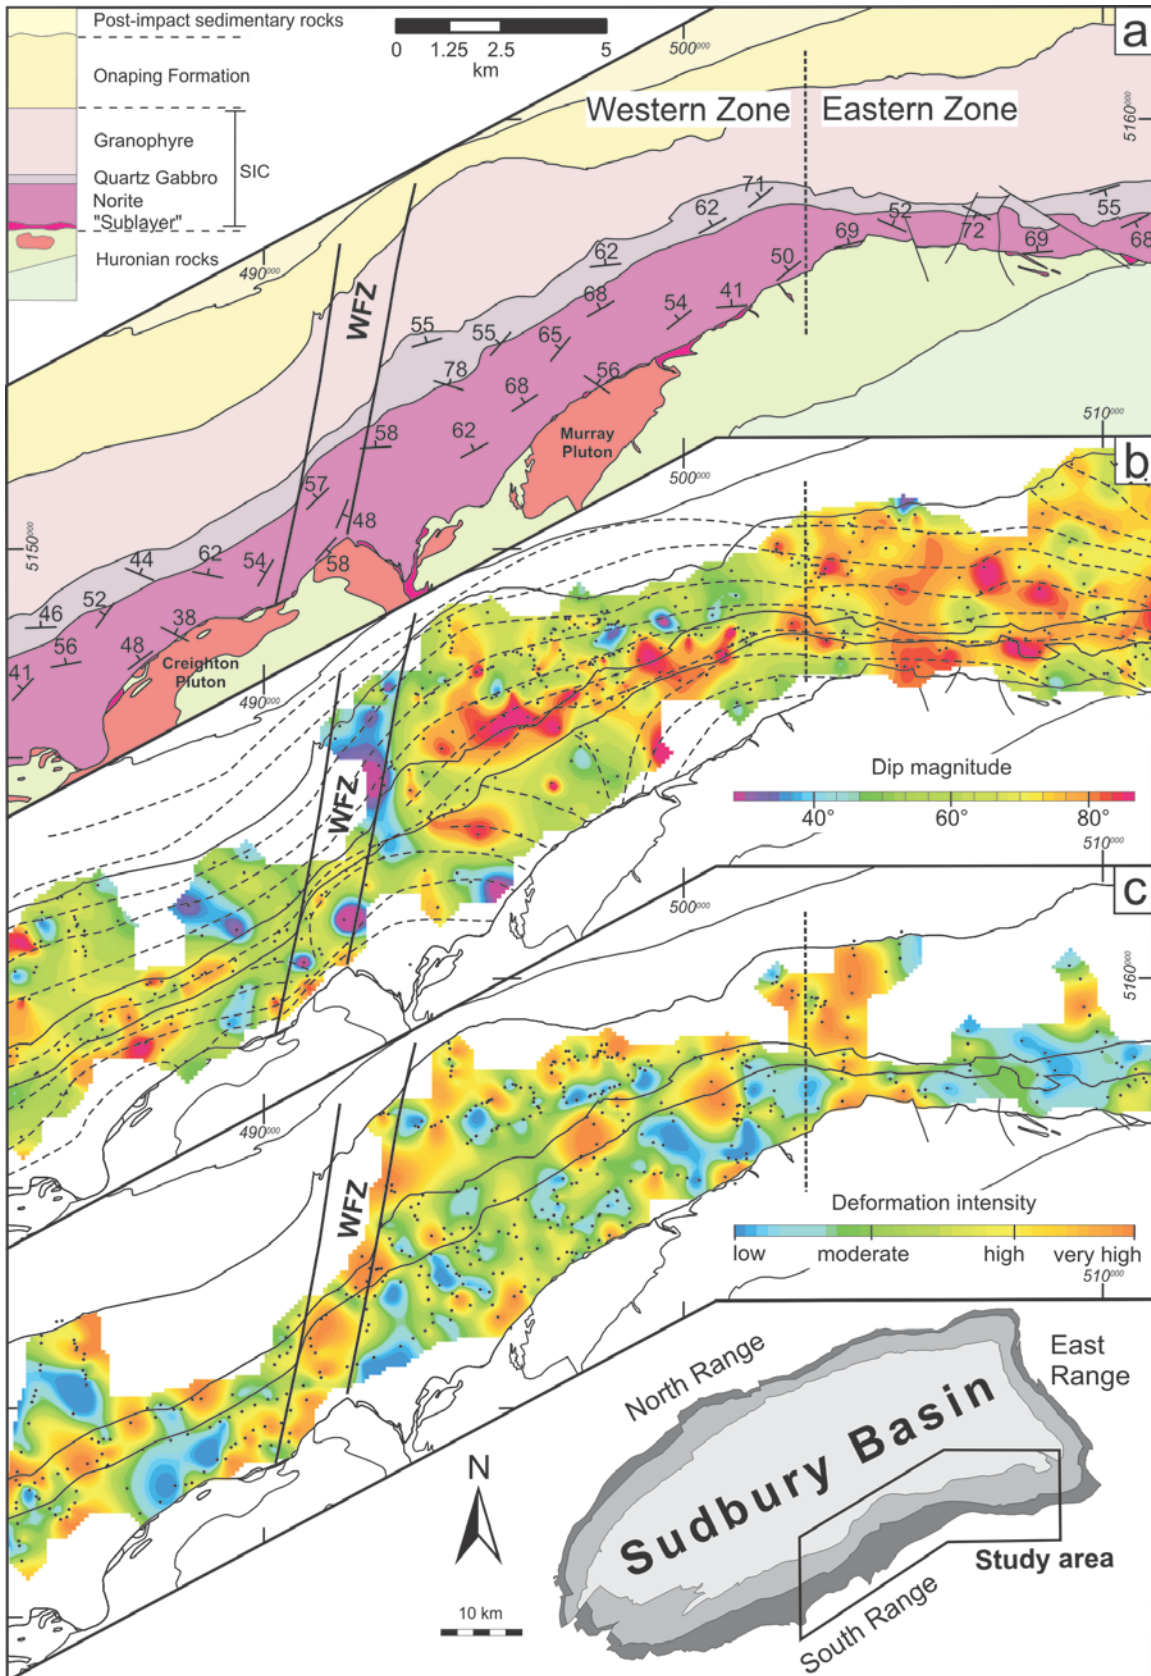 Post-impact sedimentary rocks
Onaping Formation
Granophyre
Quartz Gabbro
Norite
"Sublayer"
SIC
Huronian rocks
0 1.25 2.5 5
km
500000
a
Western Zone
Eastern Zone
5160000
490000
WFZ
71
62
52
72
55
62
69
69
68
50
68
54
41
55
55
65
78
68
56
58
62
Murray
Pluton
57
48
58
5150000
44
62
54
46
52
38
56
48
41
Creighton
Pluton
510000
b
500000
490000
WFZ
Dip magnitude
40° 60° 80°
510000
c
500000
5160000
490000
WFZ
Deformation intensity
low moderate high very high
510000
North Range
East
Range
Sudbury Basin
N
Study area
South Range
10 km